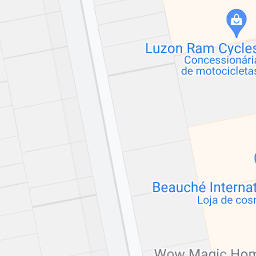 Luzon Ram Cycles
Concessionária
de motocicletas
Beauché Internat
Loja de cosm
Wow Magic Hom